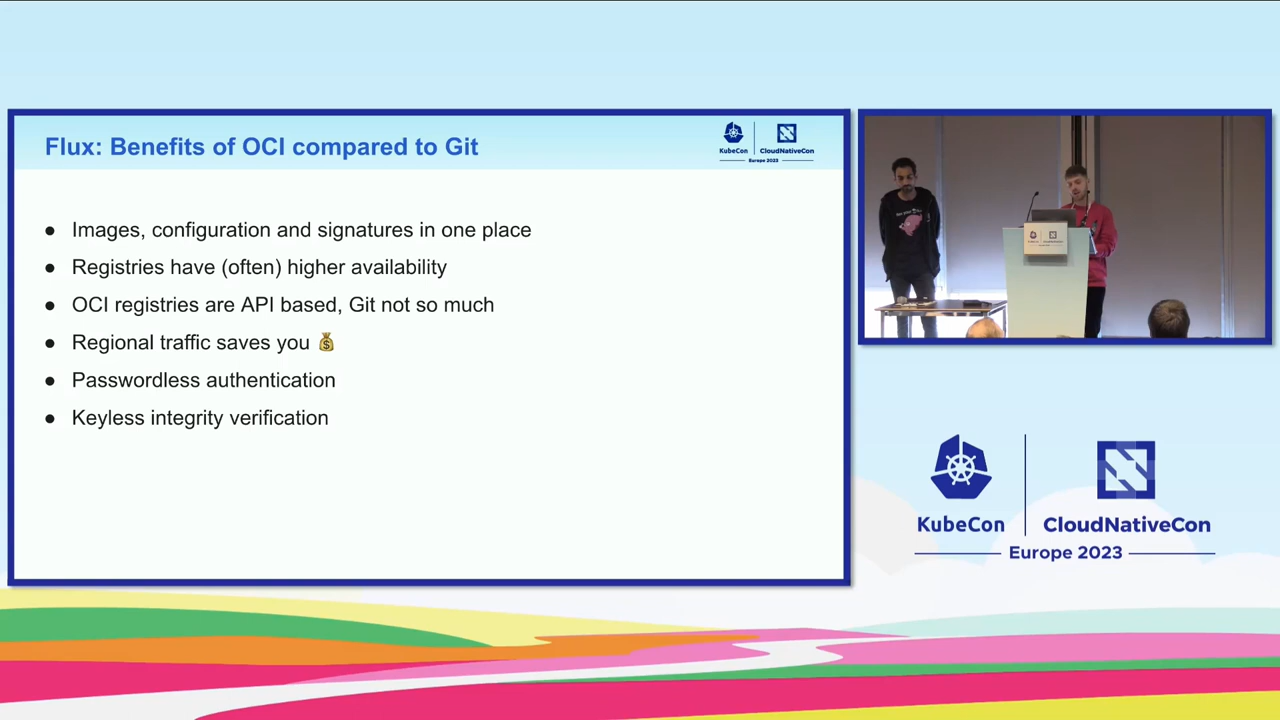 Flux: Benefits of OCI compared to Git
KubeCon
CloudNativeCon
Europe 2023
● Images, configuration and signatures in one place
● Registries have (often) higher availability
● OCI registries are API based, Git not so much
● Regional traffic saves you 💰
● Passwordless authentication
● Keyless integrity verification
KubeCon
CloudNativeCon
Europe 2023